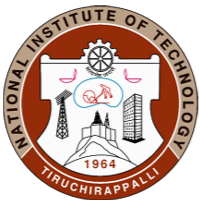 NATIONAL INSTITUTE OF TECHNOLOGY
1964
TIRUCHIRAPPALLI